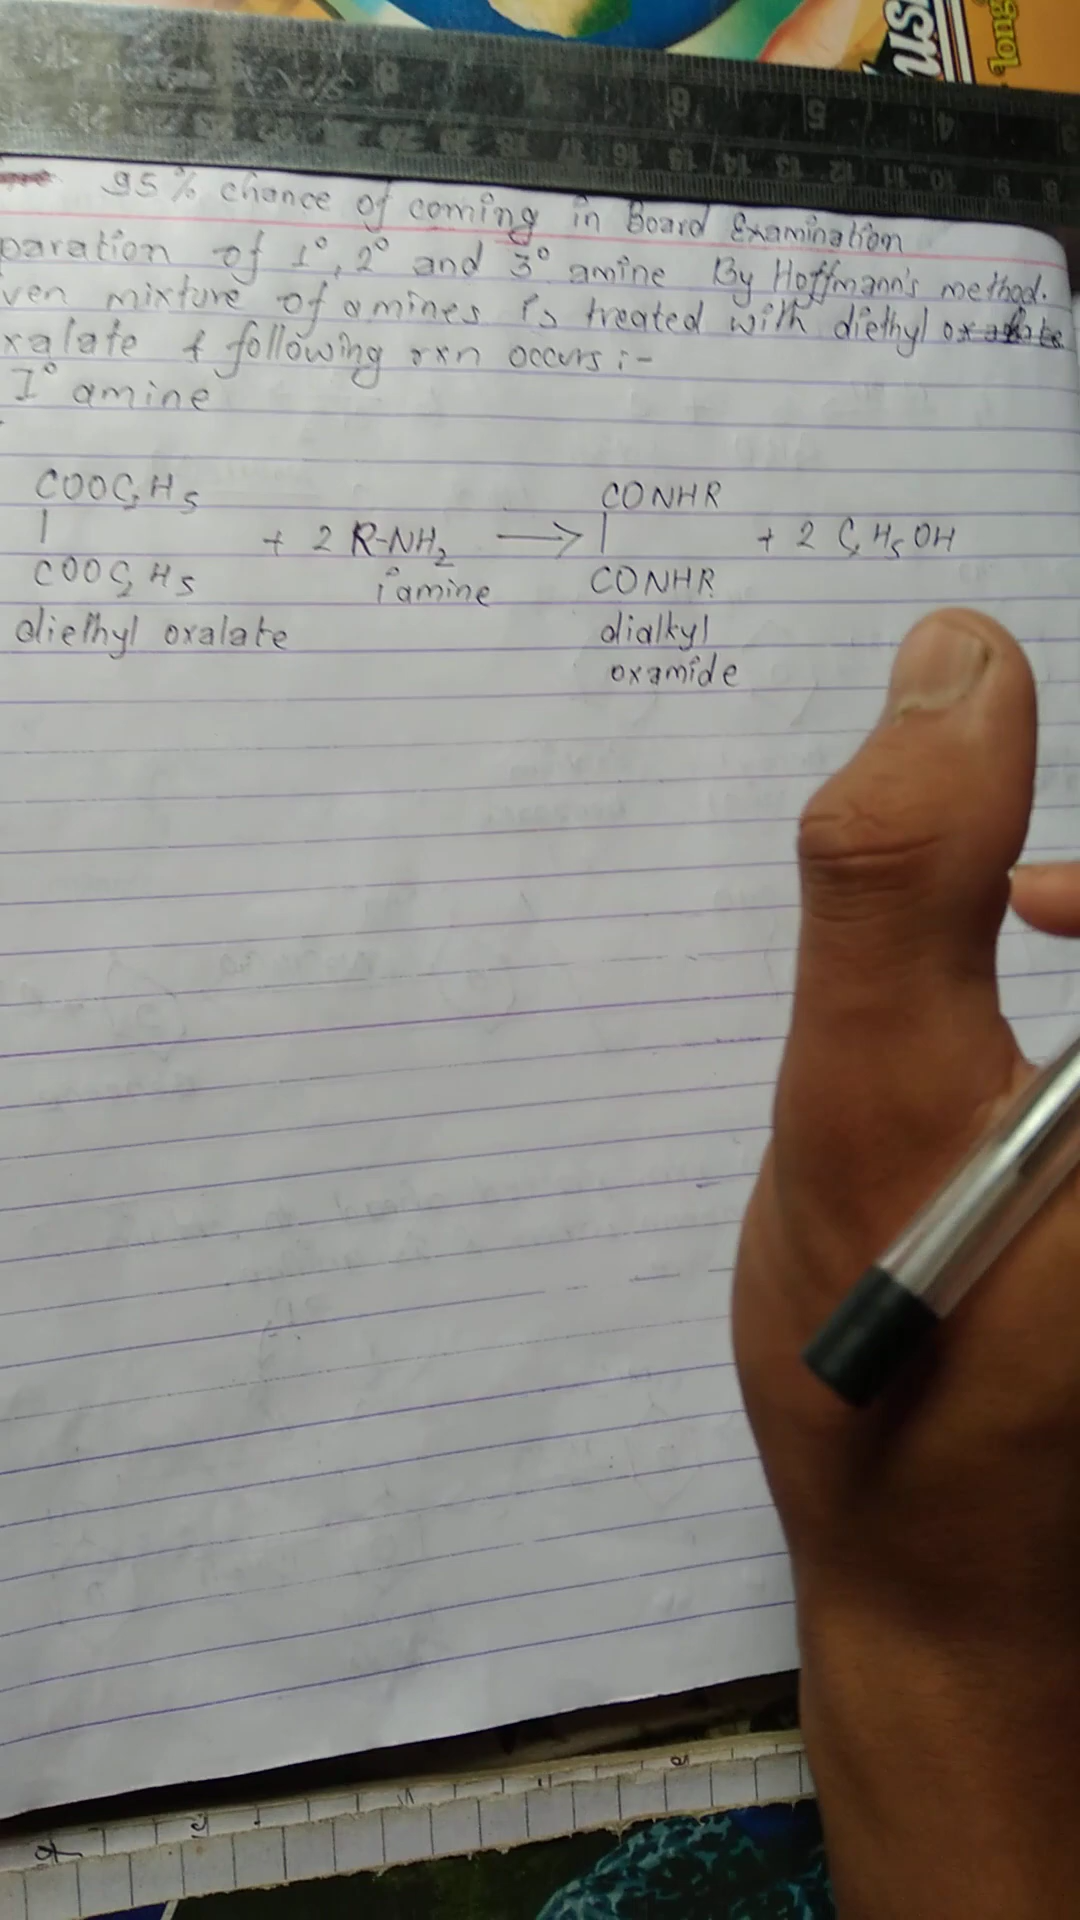 95% chance of coming in Board Examination
paration of 1°, 2° and 3° amine By Hoffmann's method.
ven mixture of amines is treated with diethyl
xalate & following rxn occurs :-
I° amine
COOC2H5 CONHR
| + 2 R-NH2 ⟶ | + 2 C2H5OH
COOC2H5 1°amine CONHR
diethyl oxalate dialkyl
oxamide